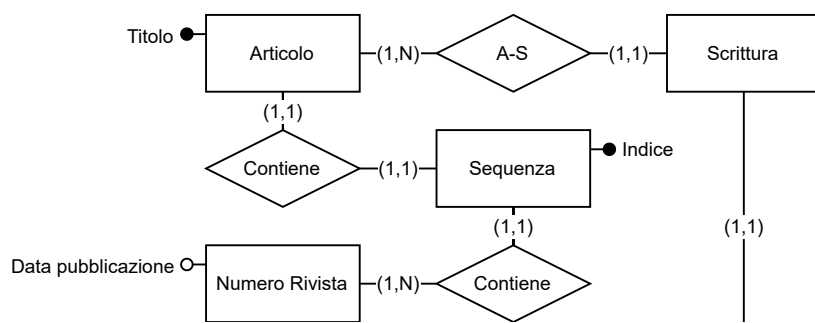 Titolo
Articolo
(1,N)
A-S
(1,1)
Scrittura
(1,1)
Contiene
(1,1)
Sequenza
Indice
(1,1)
(1,1)
Data pubblicazione
Numero Rivista
(1,N)
Contiene